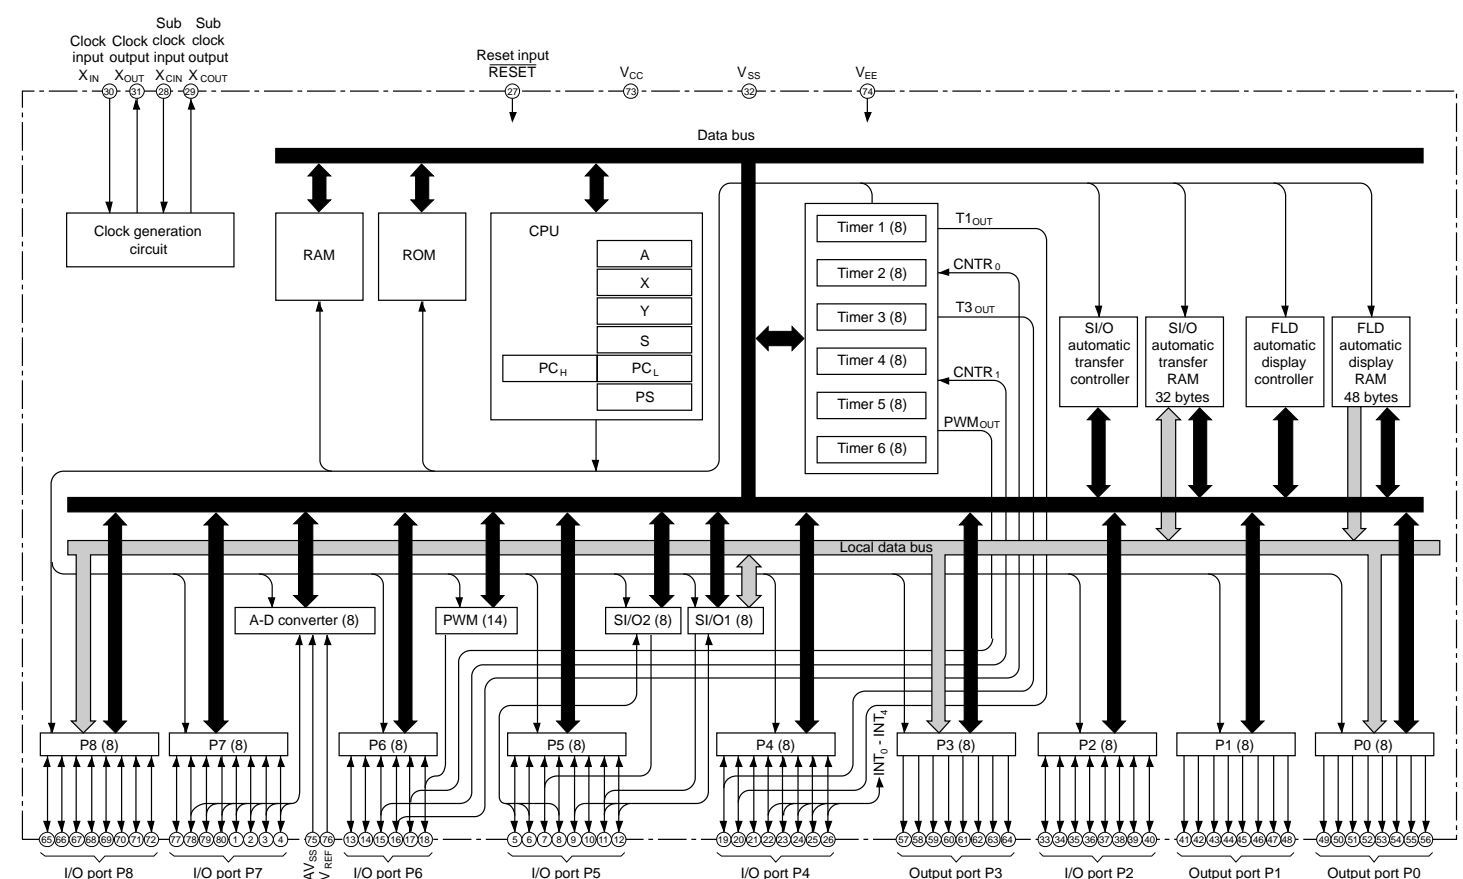 Clock input XIN
Clock output XOUT
Sub clock input XCIN
Sub clock output XCOUT
Reset input
RESET
VCC
VSS
VEE
30
31
28
29
27
73
32
74
Data bus
Clock generation circuit
RAM
ROM
CPU
A
X
Y
S
PCH
PCL
PS
Timer 1 (8)
Timer 2 (8)
Timer 3 (8)
Timer 4 (8)
Timer 5 (8)
Timer 6 (8)
T1OUT
CNTR0
T3OUT
CNTR1
PWMOUT
SI/O automatic transfer controller
SI/O automatic transfer RAM 32 bytes
FLD automatic display controller
FLD automatic display RAM 48 bytes
Local data bus
A-D converter (8)
PWM (14)
SI/O2 (8)
SI/O1 (8)
INT0 - INT4
P8 (8)
P7 (8)
P6 (8)
P5 (8)
P4 (8)
P3 (8)
P2 (8)
P1 (8)
P0 (8)
65 66 67 68 69 70 71 72
77 78 79 80 1 2 3 4
75 76
13 14 15 16 17 18
5 6 7 8 9 10 11 12
19 20 21 22 23 24 25 26
57 58 59 60 61 62 63 64
33 34 35 36 37 38 39 40
41 42 43 44 45 46 47 48
49 50 51 52 53 54 55 56
I/O port P8
I/O port P7
AVSS
VREF
I/O port P6
I/O port P5
I/O port P4
Output port P3
I/O port P2
Output port P1
Output port P0